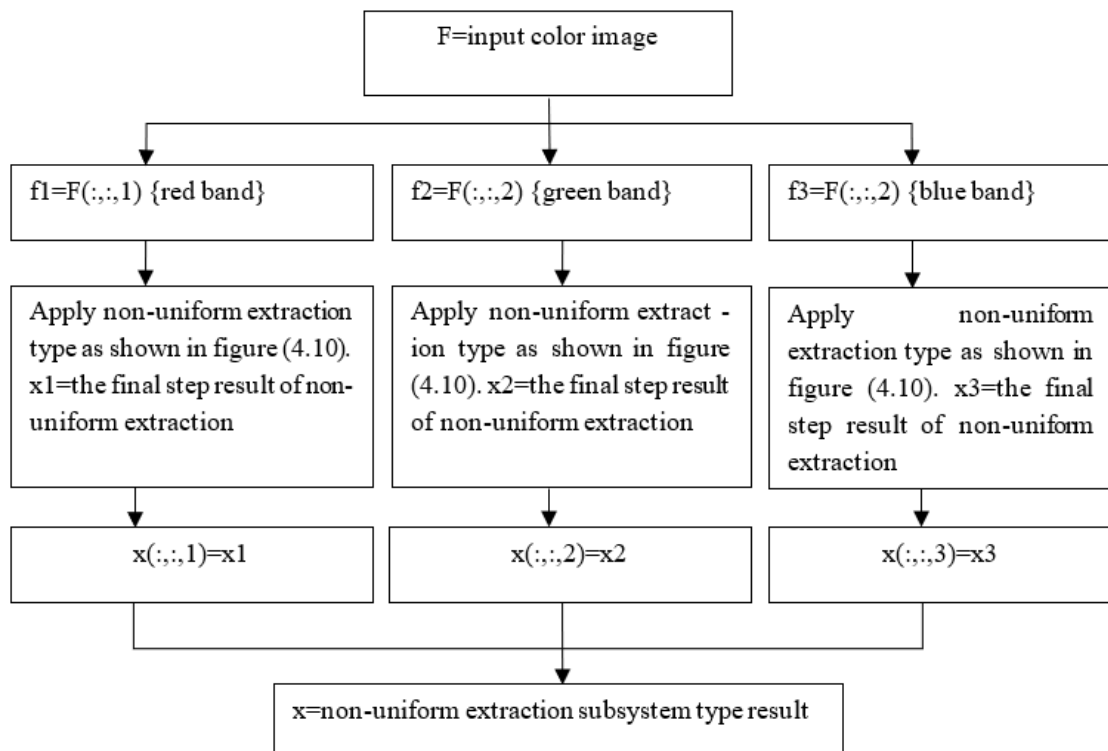 F=input color image
f1=F(:,:,1) {red band}
f2=F(:,:,2) {green band}
f3=F(:,:,2) {blue band}
Apply non-uniform extraction
type as shown in figure (4.10).
x1=the final step result of non-
uniform extraction
Apply non-uniform extract -
ion type as shown in figure
(4.10). x2=the final step result
of non-uniform extraction
Apply non-uniform
extraction type as shown in
figure (4.10). x3=the final
step result of non-uniform
extraction
x(:,:,1)=x1
x(:,:,2)=x2
x(:,:,3)=x3
x=non-uniform extraction subsystem type result